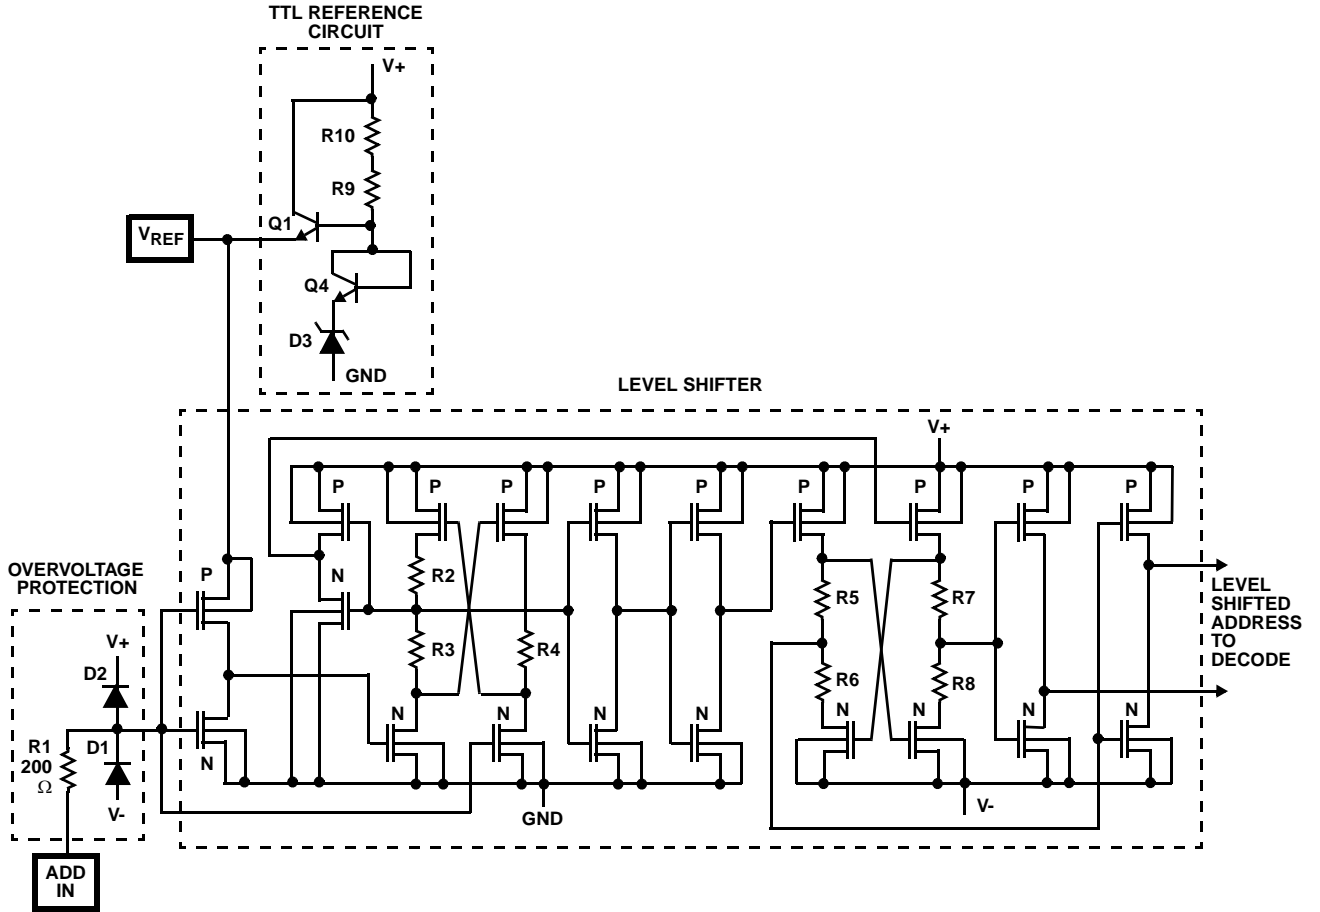 TTL REFERENCE
CIRCUIT
V+
R10
R9
Q1
VREF
Q4
D3
GND
LEVEL SHIFTER
V+
P P P P P P P P P
OVERVOLTAGE
PROTECTION
P
N
R2
R5
R7
LEVEL
SHIFTED
ADDRESS
TO
DECODE
V+
D2
R3
R4
R6
R8
N N N N N N N N
R1
200
Ω
D1
N
V-
V-
GND
ADD
IN